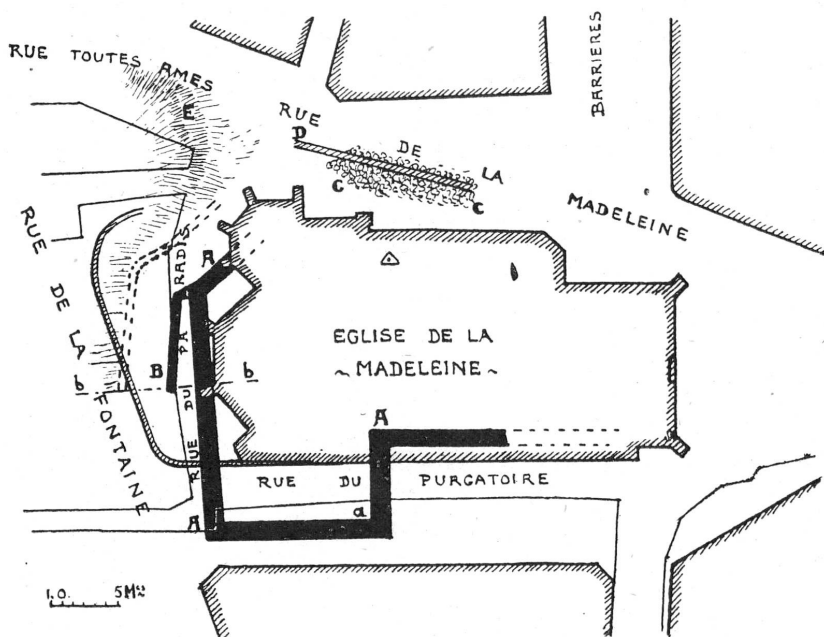 RUE TOUTES AMES
E
BARRIERES
RUE DE LA MADELEINE
D
C
C
RUE DE LA FONTAINE
A
RUE DU PARADIS
B
b
b
EGLISE DE LA
~ MADELEINE ~
A
RUE DU PURGATOIRE
A
a
1.0. 5M